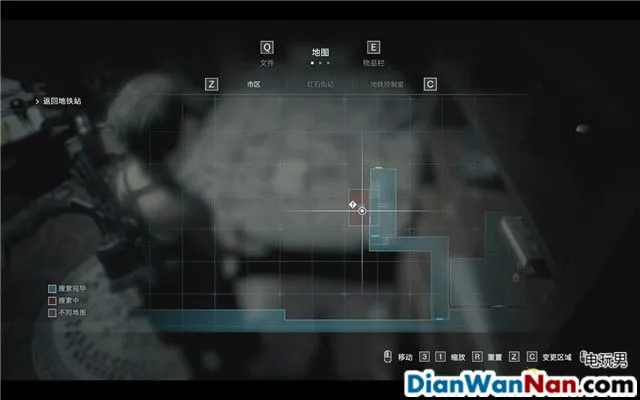 Q
E
文件
地图
物品栏
Z
市区
红石街站
地铁控制室
C
返回地铁站
搜索完毕
搜索中
不同地图
移动 3 1 缩放 R 重置 Z C 变更区域
电玩男
DianWanNan.com